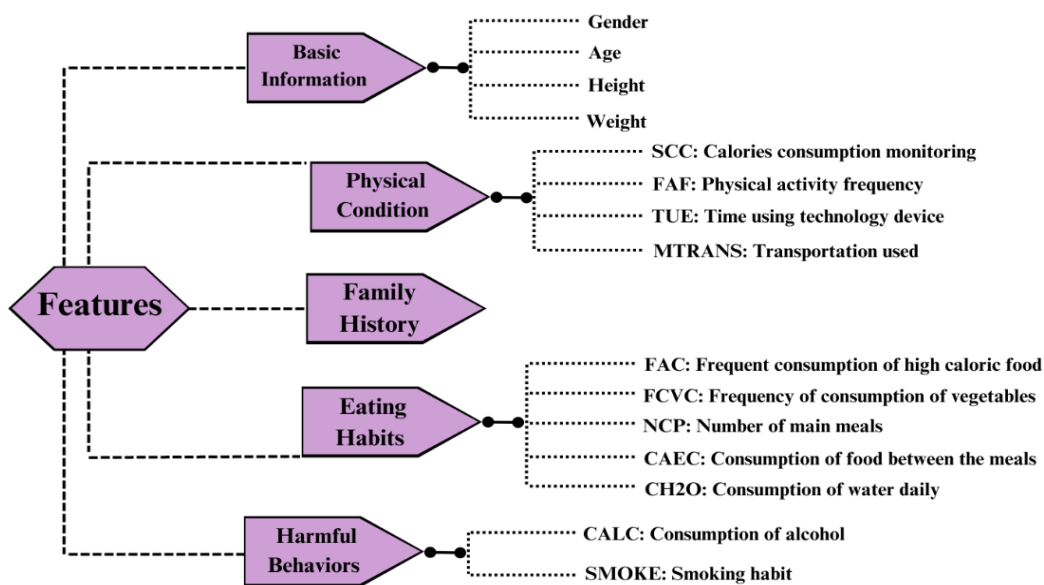 Features
Basic
Information
Gender
Age
Height
Weight
Physical
Condition
SCC: Calories consumption monitoring
FAF: Physical activity frequency
TUE: Time using technology device
MTRANS: Transportation used
Family
History
Eating
Habits
FAC: Frequent consumption of high caloric food
FCVC: Frequency of consumption of vegetables
NCP: Number of main meals
CAEC: Consumption of food between the meals
CH2O: Consumption of water daily
Harmful
Behaviors
CALC: Consumption of alcohol
SMOKE: Smoking habit